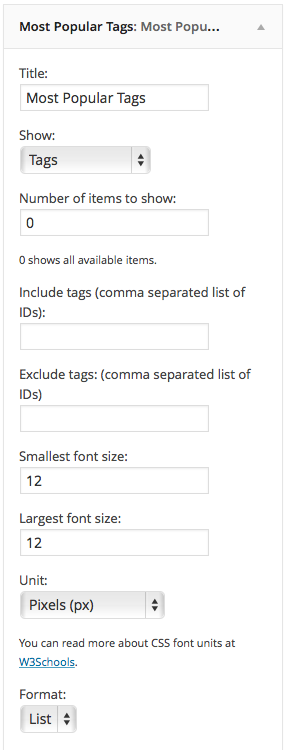 Most Popular Tags: Most Popu...
Title:
Most Popular Tags
Show:
Tags
Number of items to show:
0
0 shows all available items.
Include tags (comma separated list of
IDs):
Exclude tags: (comma separated list of
IDs)
Smallest font size:
12
Largest font size:
12
Unit:
Pixels (px)
You can read more about CSS font units at
W3Schools.
Format:
List